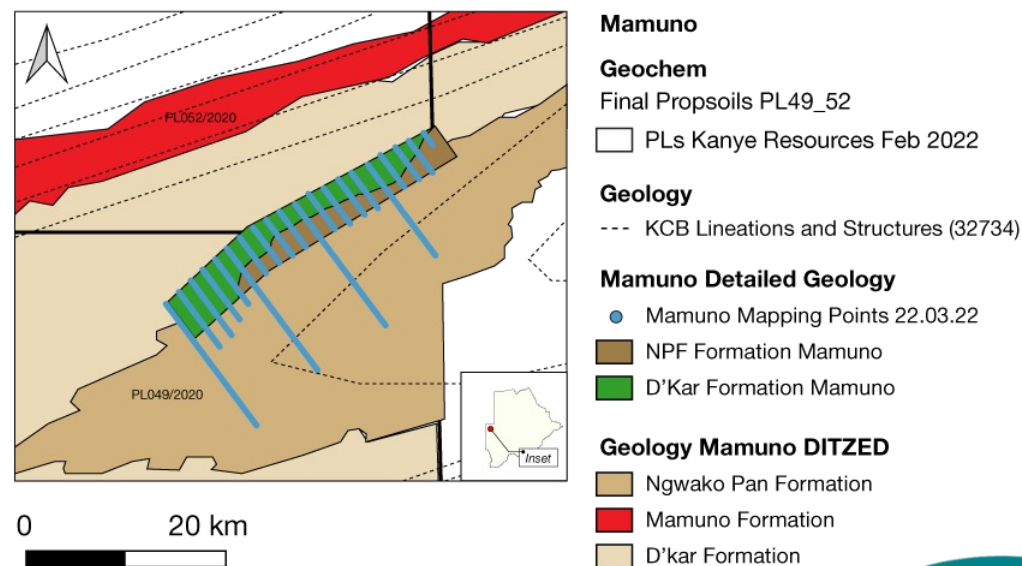 PL052/2020
PL049/2020
Inset
0 20 km
Mamuno
Geochem
Final Propsoils PL49_52
PLs Kanye Resources Feb 2022
Geology
KCB Lineations and Structures (32734)
Mamuno Detailed Geology
Mamuno Mapping Points 22.03.22
NPF Formation Mamuno
D'Kar Formation Mamuno
Geology Mamuno DITZED
Ngwako Pan Formation
Mamuno Formation
D'kar Formation